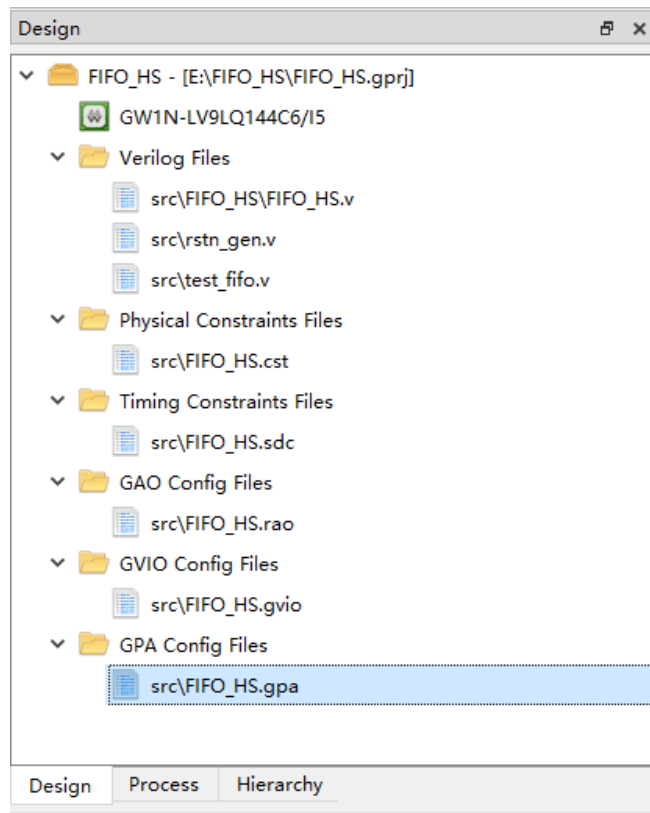 Design
FIFO_HS - [E:\FIFO_HS\FIFO_HS.gprj]
GW1N-LV9LQ144C6/I5
Verilog Files
src\FIFO_HS\FIFO_HS.v
src\rstn_gen.v
src\test_fifo.v
Physical Constraints Files
src\FIFO_HS.cst
Timing Constraints Files
src\FIFO_HS.sdc
GAO Config Files
src\FIFO_HS.rao
GVIO Config Files
src\FIFO_HS.gvio
GPA Config Files
src\FIFO_HS.gpa
Design Process Hierarchy